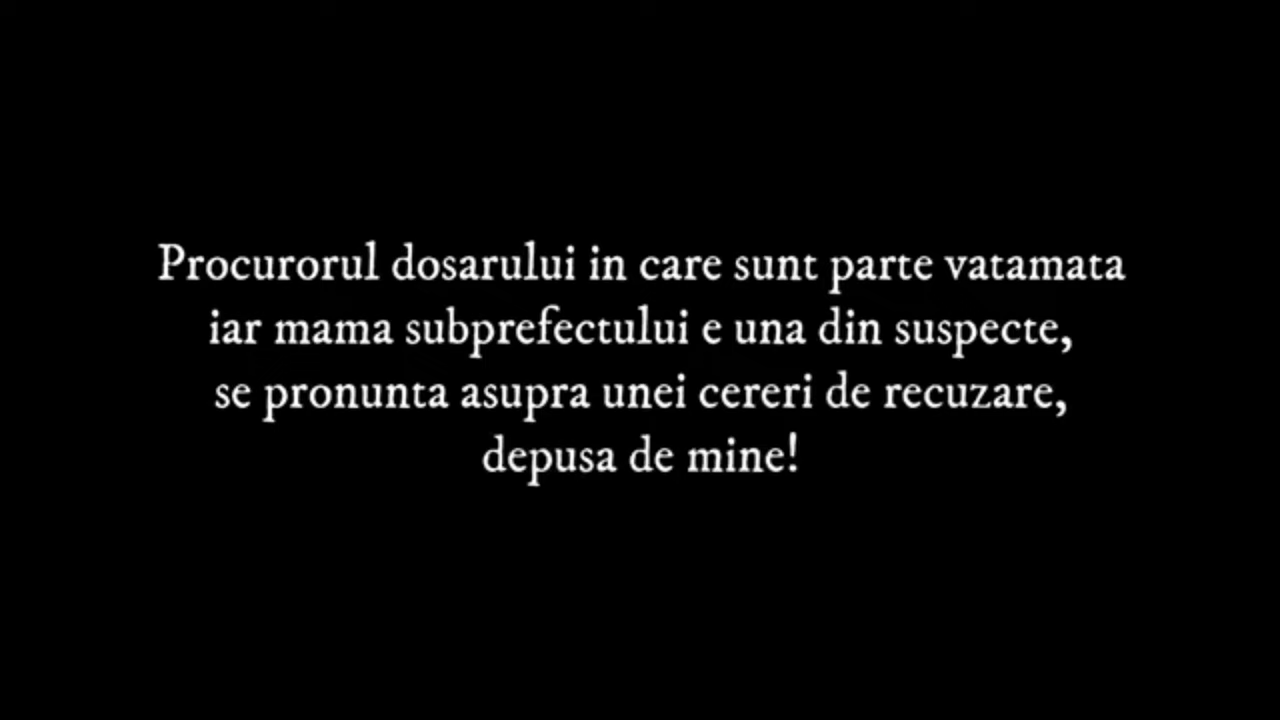 Procurorul dosarului in care sunt parte vatamata
iar mama subprefectului e una din suspecte,
se pronunta asupra unei cereri de recuzare,
depusa de mine!